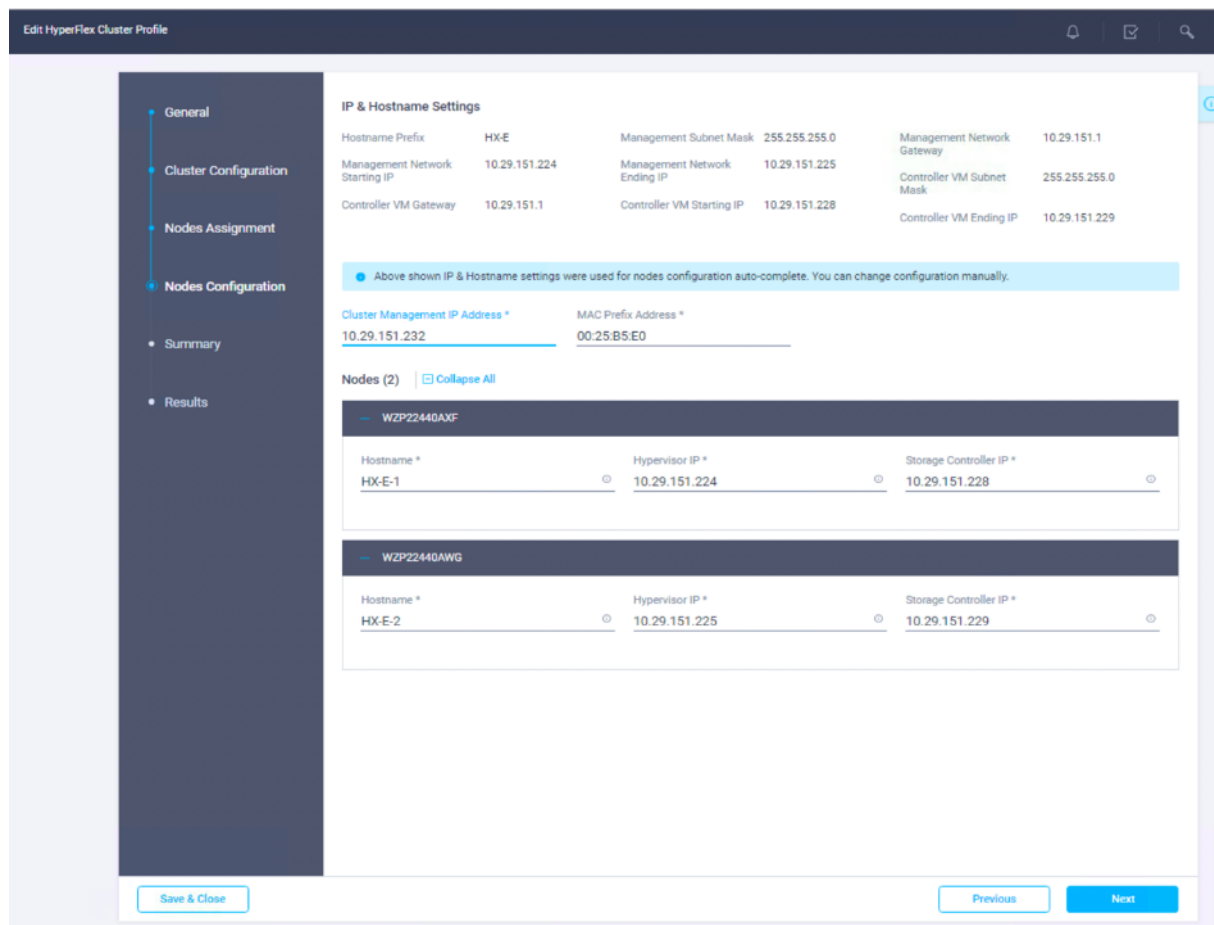 Edit HyperFlex Cluster Profile
General
Cluster Configuration
Nodes Assignment
Nodes Configuration
Summary
Results
IP & Hostname Settings
Hostname Prefix HX-E
Management Subnet Mask 255.255.255.0
Management Network Gateway 10.29.151.1
Management Network Starting IP 10.29.151.224
Management Network Ending IP 10.29.151.225
Controller VM Subnet Mask 255.255.255.0
Controller VM Gateway 10.29.151.1
Controller VM Starting IP 10.29.151.228
Controller VM Ending IP 10.29.151.229
Above shown IP & Hostname settings were used for nodes configuration auto-complete. You can change configuration manually.
Cluster Management IP Address * MAC Prefix Address *
10.29.151.232 00:25:B5:E0
Nodes (2) Collapse All
WZP22440AXF
Hostname * Hypervisor IP * Storage Controller IP *
HX-E-1 10.29.151.224 10.29.151.228
WZP22440AWG
Hostname * Hypervisor IP * Storage Controller IP *
HX-E-2 10.29.151.225 10.29.151.229
Save & Close Previous Next